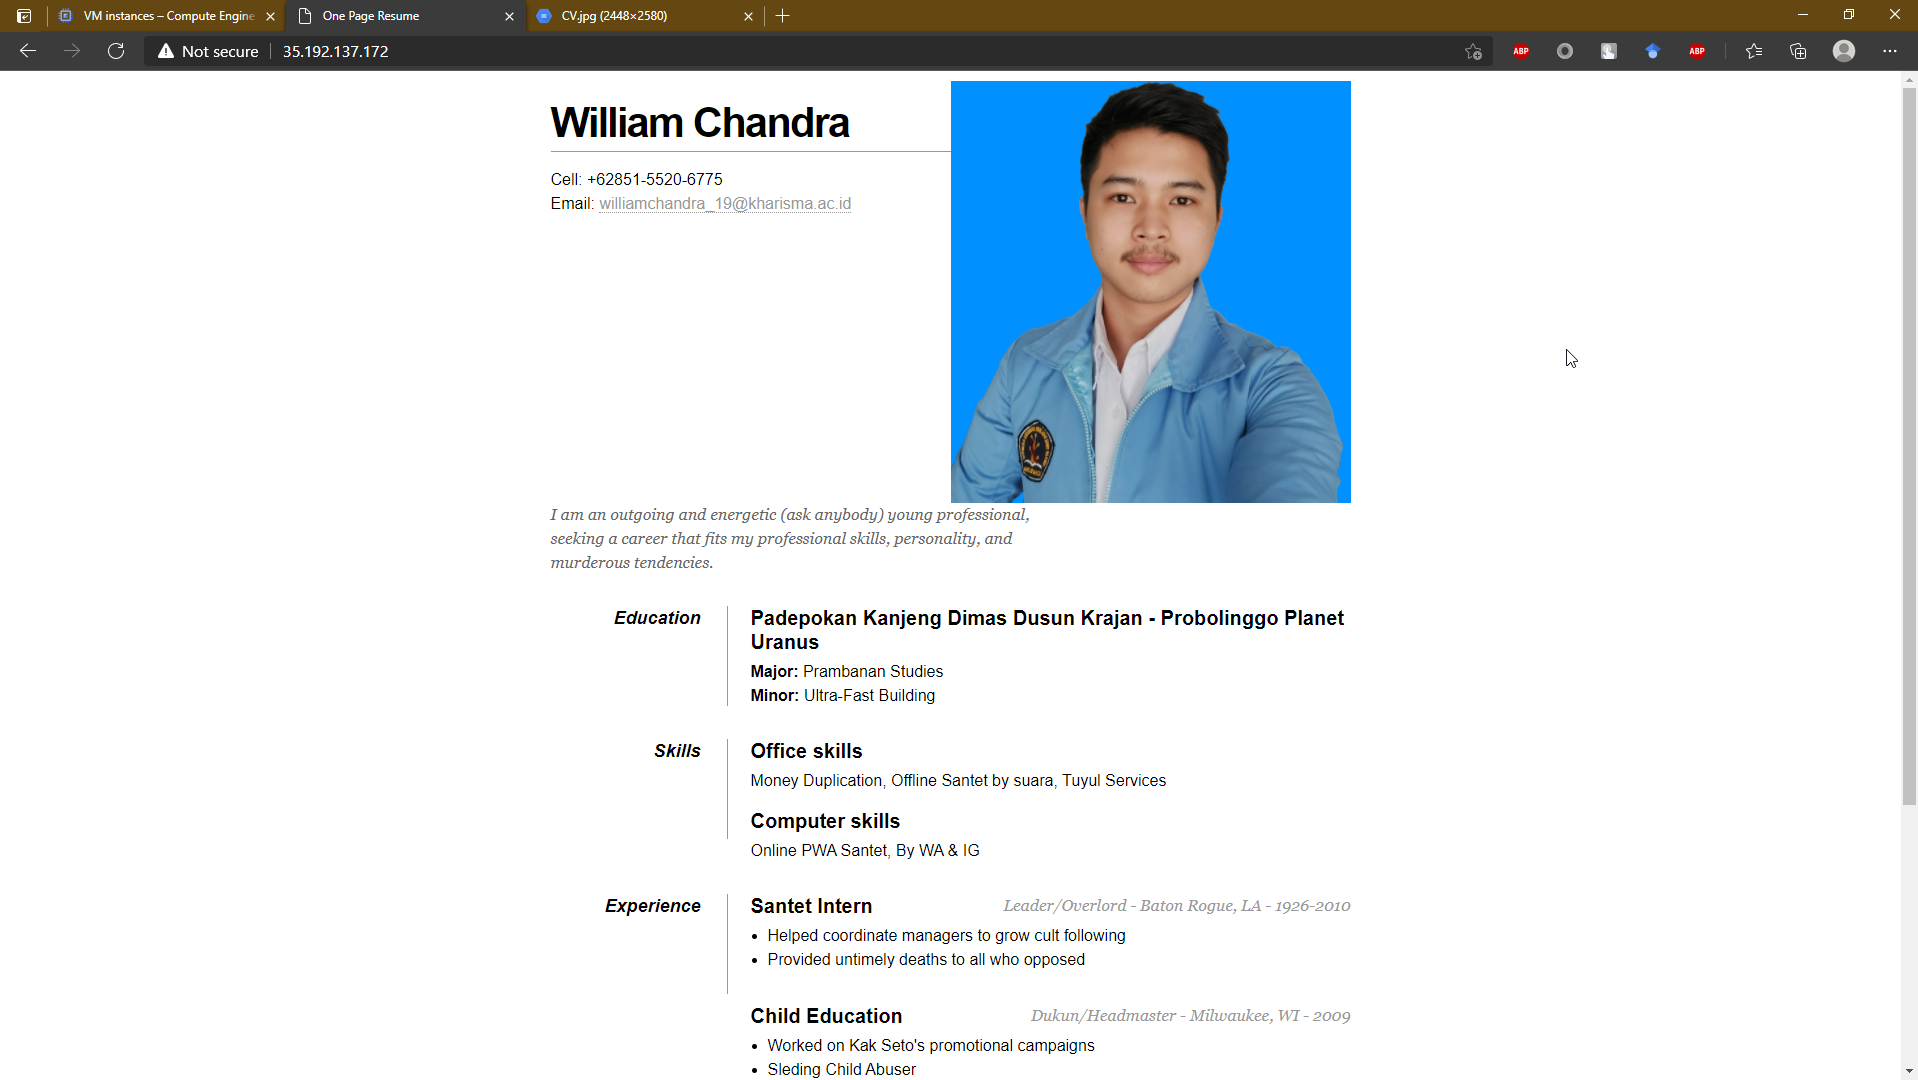 VM instances – Compute Engine
One Page Resume
CV.jpg (2448×2580)
Not secure
35.192.137.172
ABP
ABP
William Chandra
Cell: +62851-5520-6775
Email: williamchandra_19@kharisma.ac.id
I am an outgoing and energetic (ask anybody) young professional,
seeking a career that fits my professional skills, personality, and
murderous tendencies.
Education
Padepokan Kanjeng Dimas Dusun Krajan - Probolinggo Planet
Uranus
Major: Prambanan Studies
Minor: Ultra-Fast Building
Skills
Office skills
Money Duplication, Offline Santet by suara, Tuyul Services
Computer skills
Online PWA Santet, By WA & IG
Experience
Santet Intern
Leader/Overlord - Baton Rogue, LA - 1926-2010
• Helped coordinate managers to grow cult following
• Provided untimely deaths to all who opposed
Child Education
Dukun/Headmaster - Milwaukee, WI - 2009
• Worked on Kak Seto's promotional campaigns
• Sleding Child Abuser